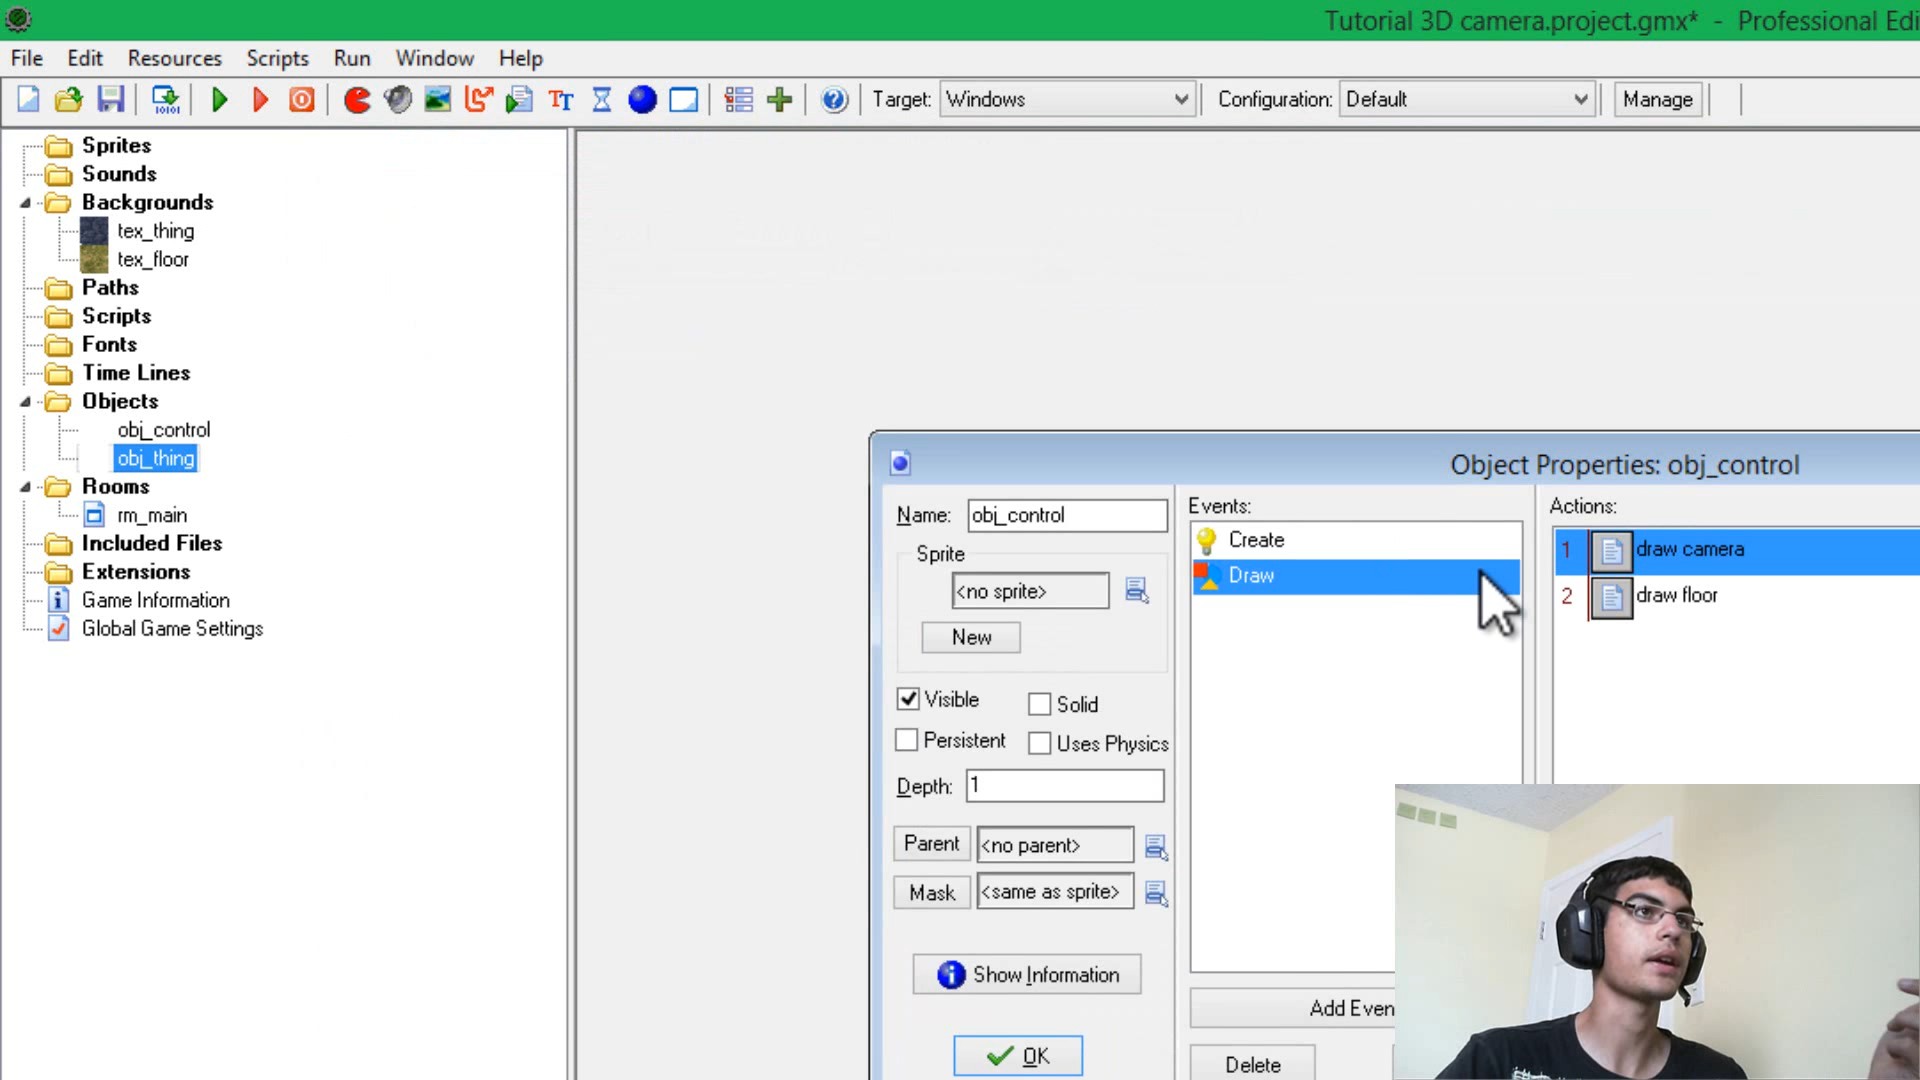 Tutorial 3D camera.project.gmx* - Professional Edi
File Edit Resources Scripts Run Window Help
Target: Windows Configuration: Default Manage
Sprites
Sounds
Backgrounds
tex_thing
tex_floor
Paths
Scripts
Fonts
Time Lines
Objects
obj_control
obj_thing
Rooms
rm_main
Included Files
Extensions
Game Information
Global Game Settings
Object Properties: obj_control
Name: obj_control
Sprite
<no sprite>
New
Visible Solid
Persistent Uses Physics
Depth: 1
Parent <no parent>
Mask <same as sprite>
Show Information
OK
Events:
Create
Draw
Add Even
Delete
Actions:
1 draw camera
2 draw floor